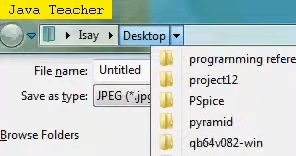 Java Teacher
Isay Desktop
programming refere
File name: Untitled
project12
Save as type: JPEG (*.jpg
PSpice
pyramid
Browse Folders
qb64v082-win